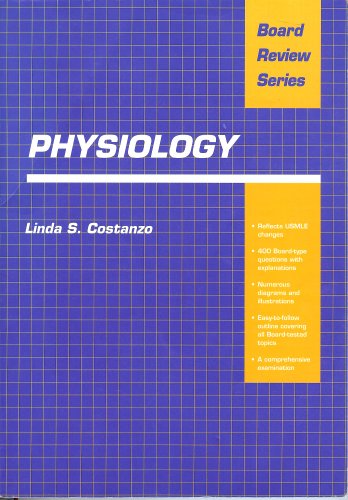 Board
Review
Series
PHYSIOLOGY
Linda S. Costanzo
• Reflects USMLE
changes
• 400 Board-type
questions with
explanations
• Numerous
diagrams and
illustrations
• Easy-to-follow
outline covering
all Board-tested
topics
• A comprehensive
examination